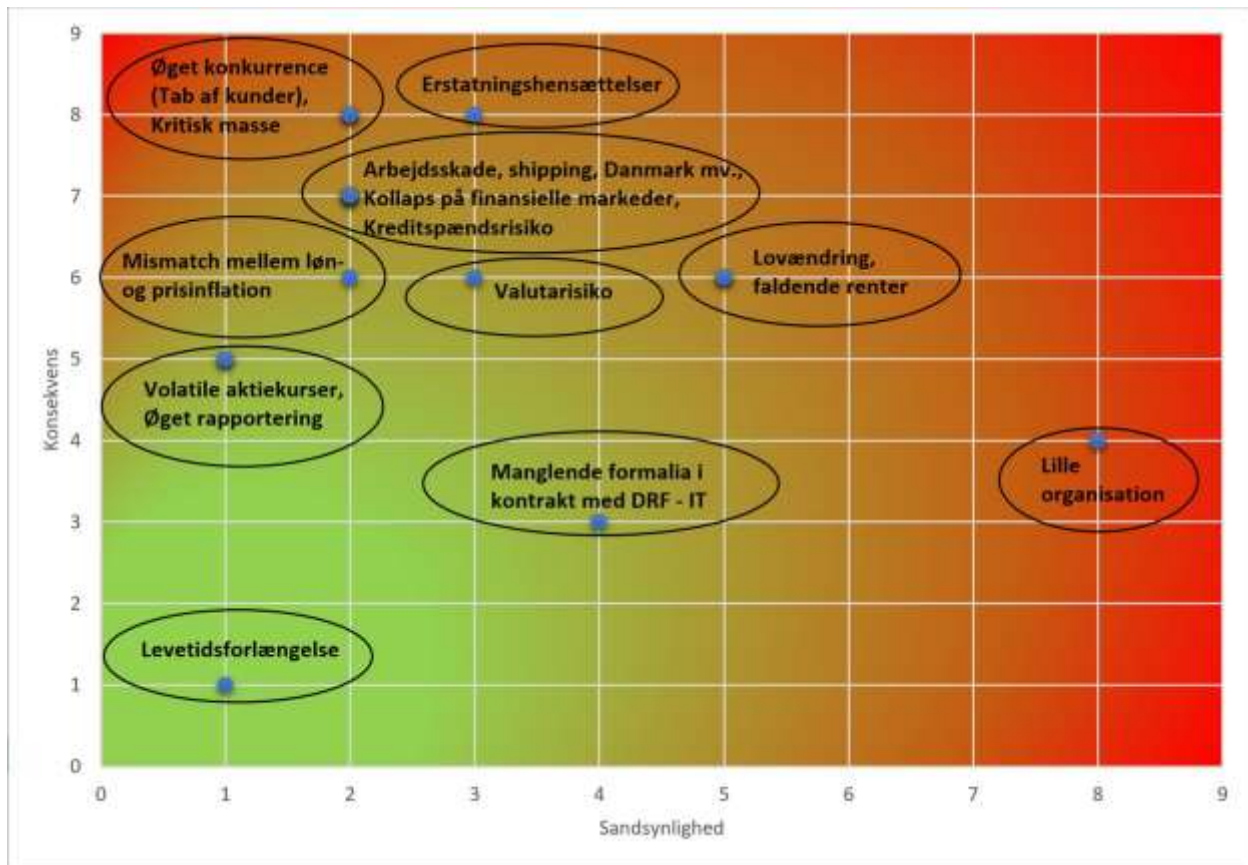 9
Øget konkurrence
(Tab af kunder),
Kritisk masse
Erstatningshensættelser
8
Arbejdsskade, shipping, Danmark mv.,
Kollaps på finansielle markeder,
Kreditspændsrisiko
7
Mismatch mellem løn-
og prisinflation
Valutarisiko
Lovændring,
faldende renter
6
5
Volatile aktiekurser,
Øget rapportering
Konsekvens
4
Manglende formalia i
kontrakt med DRF - IT
Lille
organisation
3
2
Levetidsforlængelse
1
0
0 1 2 3 4 5 6 7 8 9
Sandsynlighed